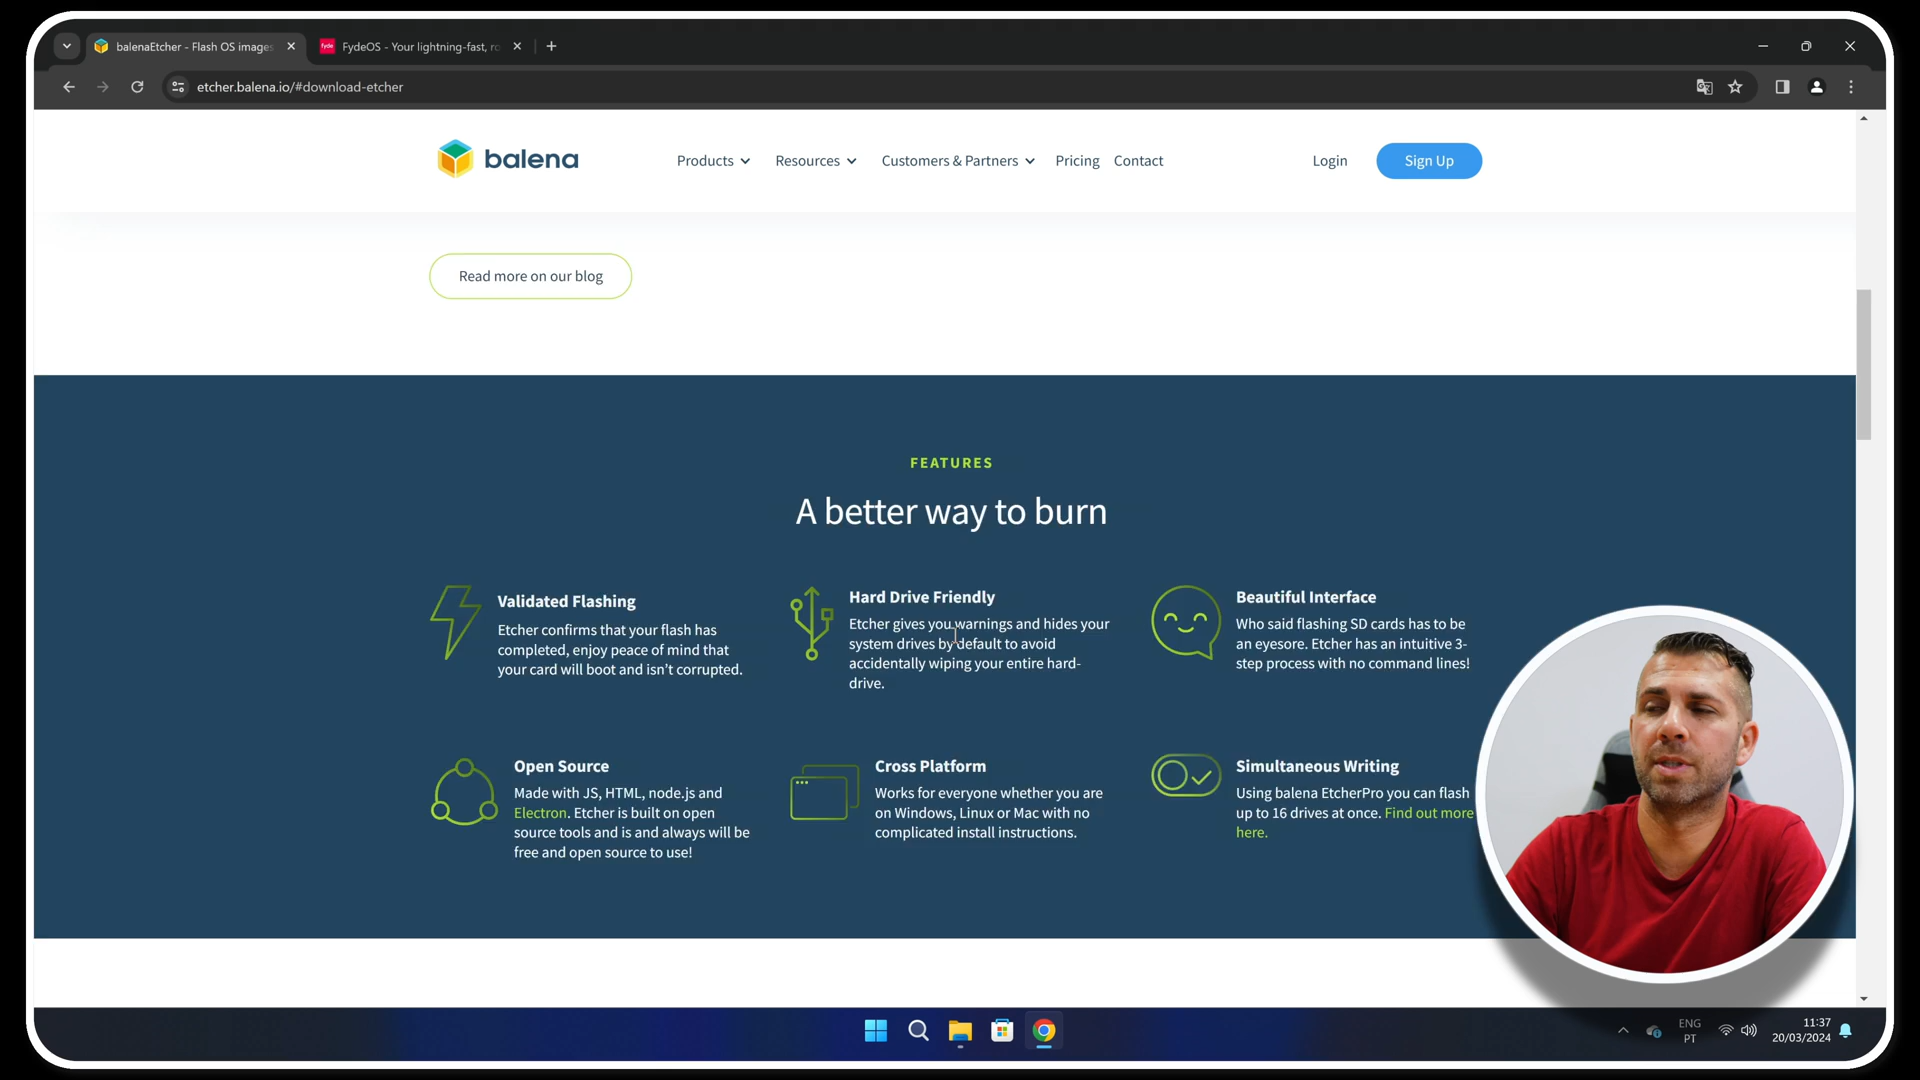 balenaEtcher - Flash OS images
FydeOS - Your lightning-fast, ro
etcher.balena.io/#download-etcher
balena
Products
Resources
Customers & Partners
Pricing
Contact
Login
Sign Up
Read more on our blog
FEATURES
A better way to burn
Validated Flashing
Etcher confirms that your flash has
completed, enjoy peace of mind that
your card will boot and isn't corrupted.
Hard Drive Friendly
Etcher gives you warnings and hides your
system drives by default to avoid
accidentally wiping your entire hard-
drive.
Beautiful Interface
Who said flashing SD cards has to be
an eyesore. Etcher has an intuitive 3-
step process with no command lines!
Open Source
Made with JS, HTML, node.js and
Electron. Etcher is built on open
source tools and is and always will be
free and open source to use!
Cross Platform
Works for everyone whether you are
on Windows, Linux or Mac with no
complicated install instructions.
Simultaneous Writing
Using balena EtcherPro you can flash
up to 16 drives at once. Find out more
here.
ENG
PT
11:37
20/03/2024